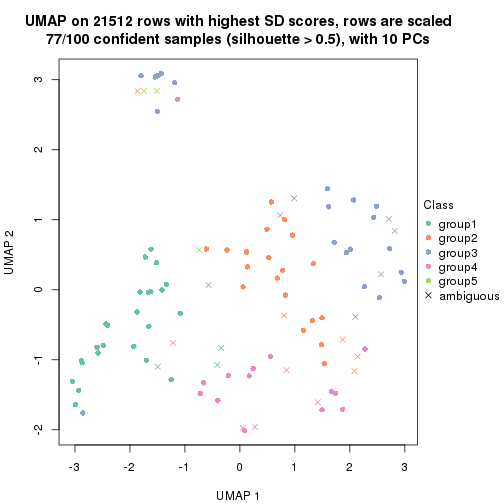 UMAP on 21512 rows with highest SD scores, rows are scaled
77/100 confident samples (silhouette > 0.5), with 10 PCs
3
2
1
0
-1
-2
UMAP 2
-3
-2
-1
0
1
2
3
UMAP 1
Class
group1
group2
group3
group4
group5
ambiguous